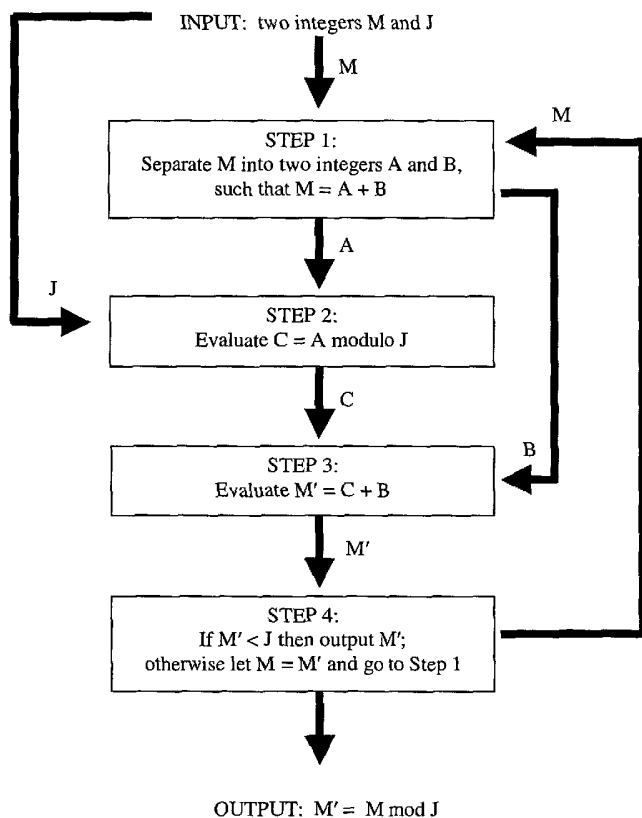 INPUT: two integers M and J
M
M
STEP 1:
Separate M into two integers A and B,
such that M = A + B
A
J
STEP 2:
Evaluate C = A modulo J
C
B
STEP 3:
Evaluate M′ = C + B
M′
STEP 4:
If M′ < J then output M′;
otherwise let M = M′ and go to Step 1
OUTPUT: M′ = M mod J